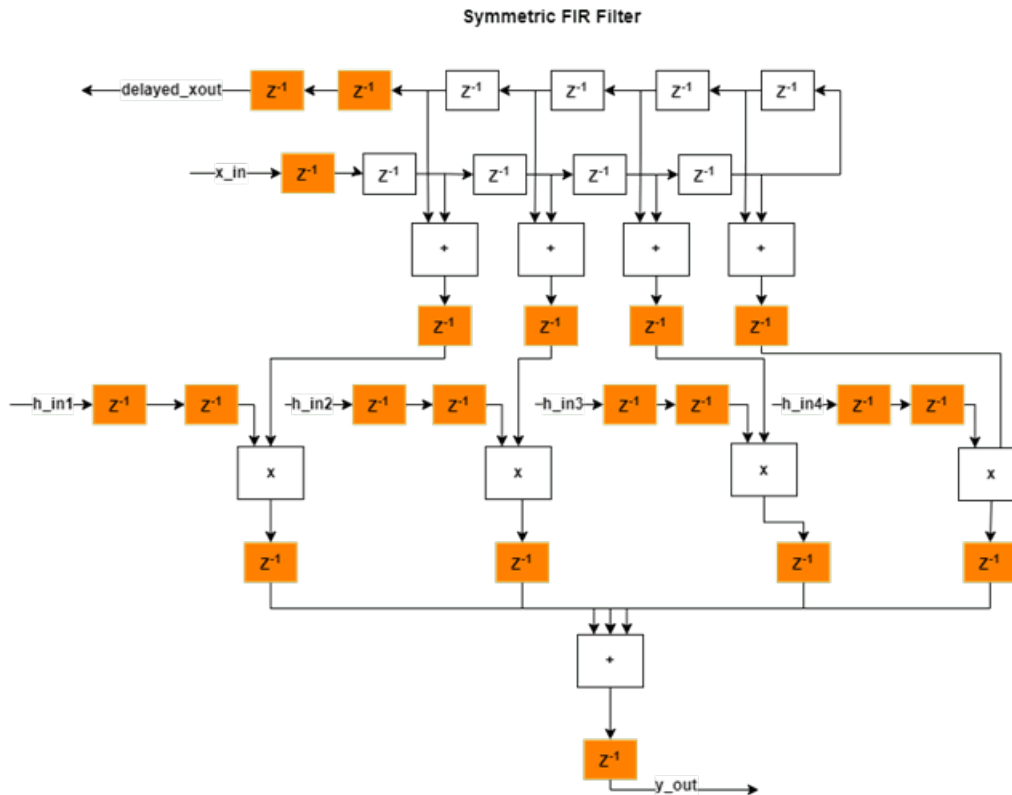 Symmetric FIR Filter
delayed_xout Z⁻¹ Z⁻¹ Z⁻¹ Z⁻¹ Z⁻¹ Z⁻¹
x_in Z⁻¹ Z⁻¹ Z⁻¹ Z⁻¹ Z⁻¹
+ + + +
Z⁻¹ Z⁻¹ Z⁻¹ Z⁻¹
h_in1 Z⁻¹ Z⁻¹ h_in2 Z⁻¹ Z⁻¹ h_in3 Z⁻¹ Z⁻¹ h_in4 Z⁻¹ Z⁻¹
x x x x
Z⁻¹ Z⁻¹ Z⁻¹ Z⁻¹
+
Z⁻¹
y_out